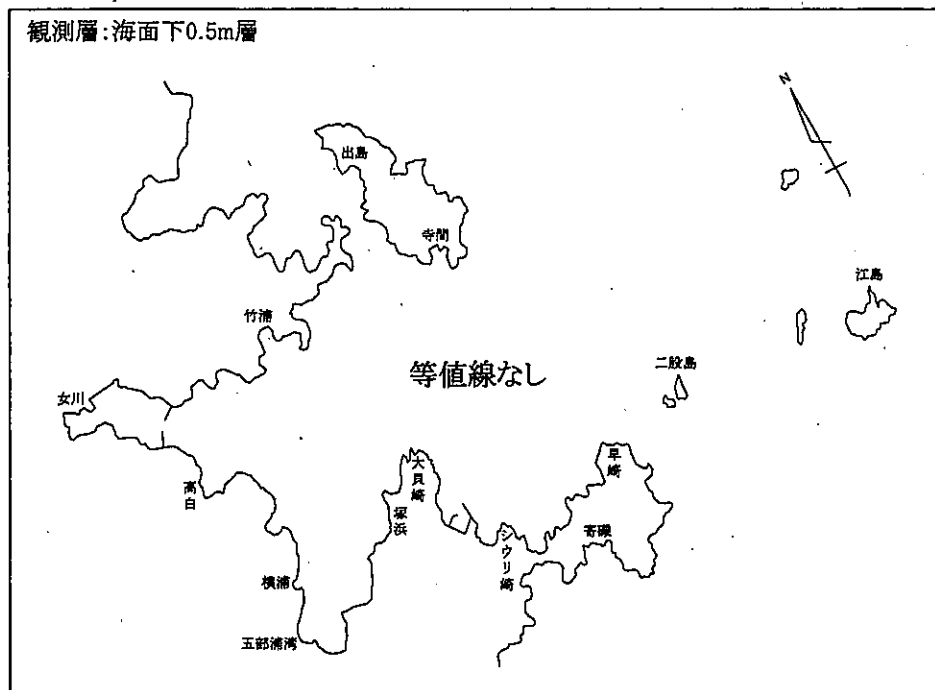 観測層:海面下0.5m層
N
出島
寺間
江島
竹浦
等値線なし
二股島
女川
高白
大貝崎
塚浜
早崎
寄磯
シウリ崎
横浦
五部浦湾